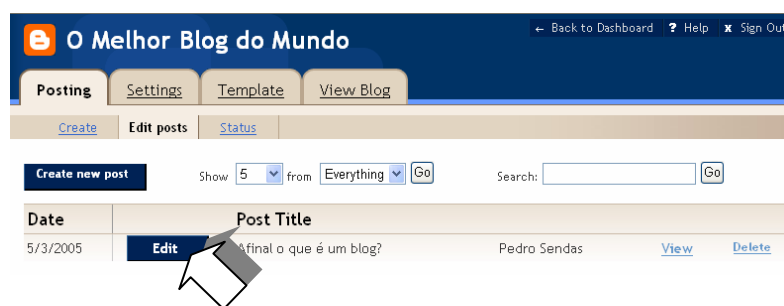 ← Back to Dashboard ? Help x Sign Out
O Melhor Blog do Mundo
Posting Settings Template View Blog
Create Edit posts Status
Create new post Show 5 from Everything Go Search: Go
Date Post Title
5/3/2005 Edit Afinal o que é um blog? Pedro Sendas View Delete